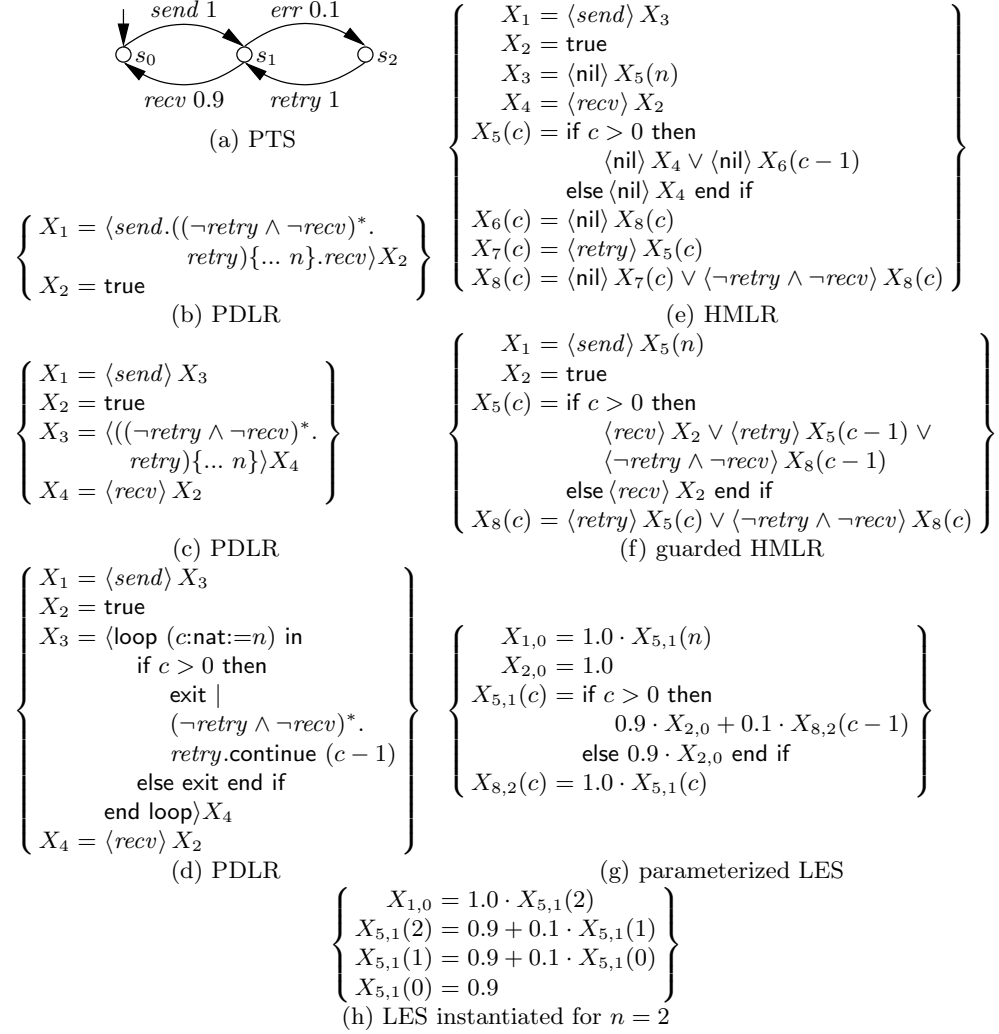 send 1
err 0.1
s₀
s₁
s₂
recv 0.9
retry 1
(a) PTS
X₁ = ⟨send.((¬retry ∧ ¬recv)*.
retry){... n}.recv⟩X₂
X₂ = true
(b) PDLR
X₁ = ⟨send⟩ X₃
X₂ = true
X₃ = ⟨((¬retry ∧ ¬recv)*.
retry){... n}⟩X₄
X₄ = ⟨recv⟩ X₂
(c) PDLR
X₁ = ⟨send⟩ X₃
X₂ = true
X₃ = ⟨loop (c:nat:=n) in
if c > 0 then
exit |
(¬retry ∧ ¬recv)*.
retry.continue (c − 1)
else exit end if
end loop⟩X₄
X₄ = ⟨recv⟩ X₂
(d) PDLR
X₁ = ⟨send⟩ X₃
X₂ = true
X₃ = ⟨nil⟩ X₅(n)
X₄ = ⟨recv⟩ X₂
X₅(c) = if c > 0 then
⟨nil⟩ X₄ ∨ ⟨nil⟩ X₆(c − 1)
else ⟨nil⟩ X₄ end if
X₆(c) = ⟨nil⟩ X₈(c)
X₇(c) = ⟨retry⟩ X₅(c)
X₈(c) = ⟨nil⟩ X₇(c) ∨ ⟨¬retry ∧ ¬recv⟩ X₈(c)
(e) HMLR
X₁ = ⟨send⟩ X₅(n)
X₂ = true
X₅(c) = if c > 0 then
⟨recv⟩ X₂ ∨ ⟨retry⟩ X₅(c − 1) ∨
⟨¬retry ∧ ¬recv⟩ X₈(c − 1)
else ⟨recv⟩ X₂ end if
X₈(c) = ⟨retry⟩ X₅(c) ∨ ⟨¬retry ∧ ¬recv⟩ X₈(c)
(f) guarded HMLR
X₁,₀ = 1.0 · X₅,₁(n)
X₂,₀ = 1.0
X₅,₁(c) = if c > 0 then
0.9 · X₂,₀ + 0.1 · X₈,₂(c − 1)
else 0.9 · X₂,₀ end if
X₈,₂(c) = 1.0 · X₅,₁(c)
(g) parameterized LES
X₁,₀ = 1.0 · X₅,₁(2)
X₅,₁(2) = 0.9 + 0.1 · X₅,₁(1)
X₅,₁(1) = 0.9 + 0.1 · X₅,₁(0)
X₅,₁(0) = 0.9
(h) LES instantiated for n = 2